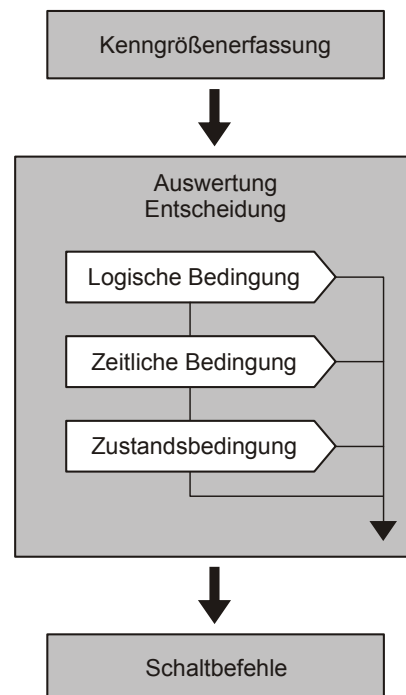 Kenngrößenerfassung
Auswertung
Entscheidung
Logische Bedingung
Zeitliche Bedingung
Zustandsbedingung
Schaltbefehle